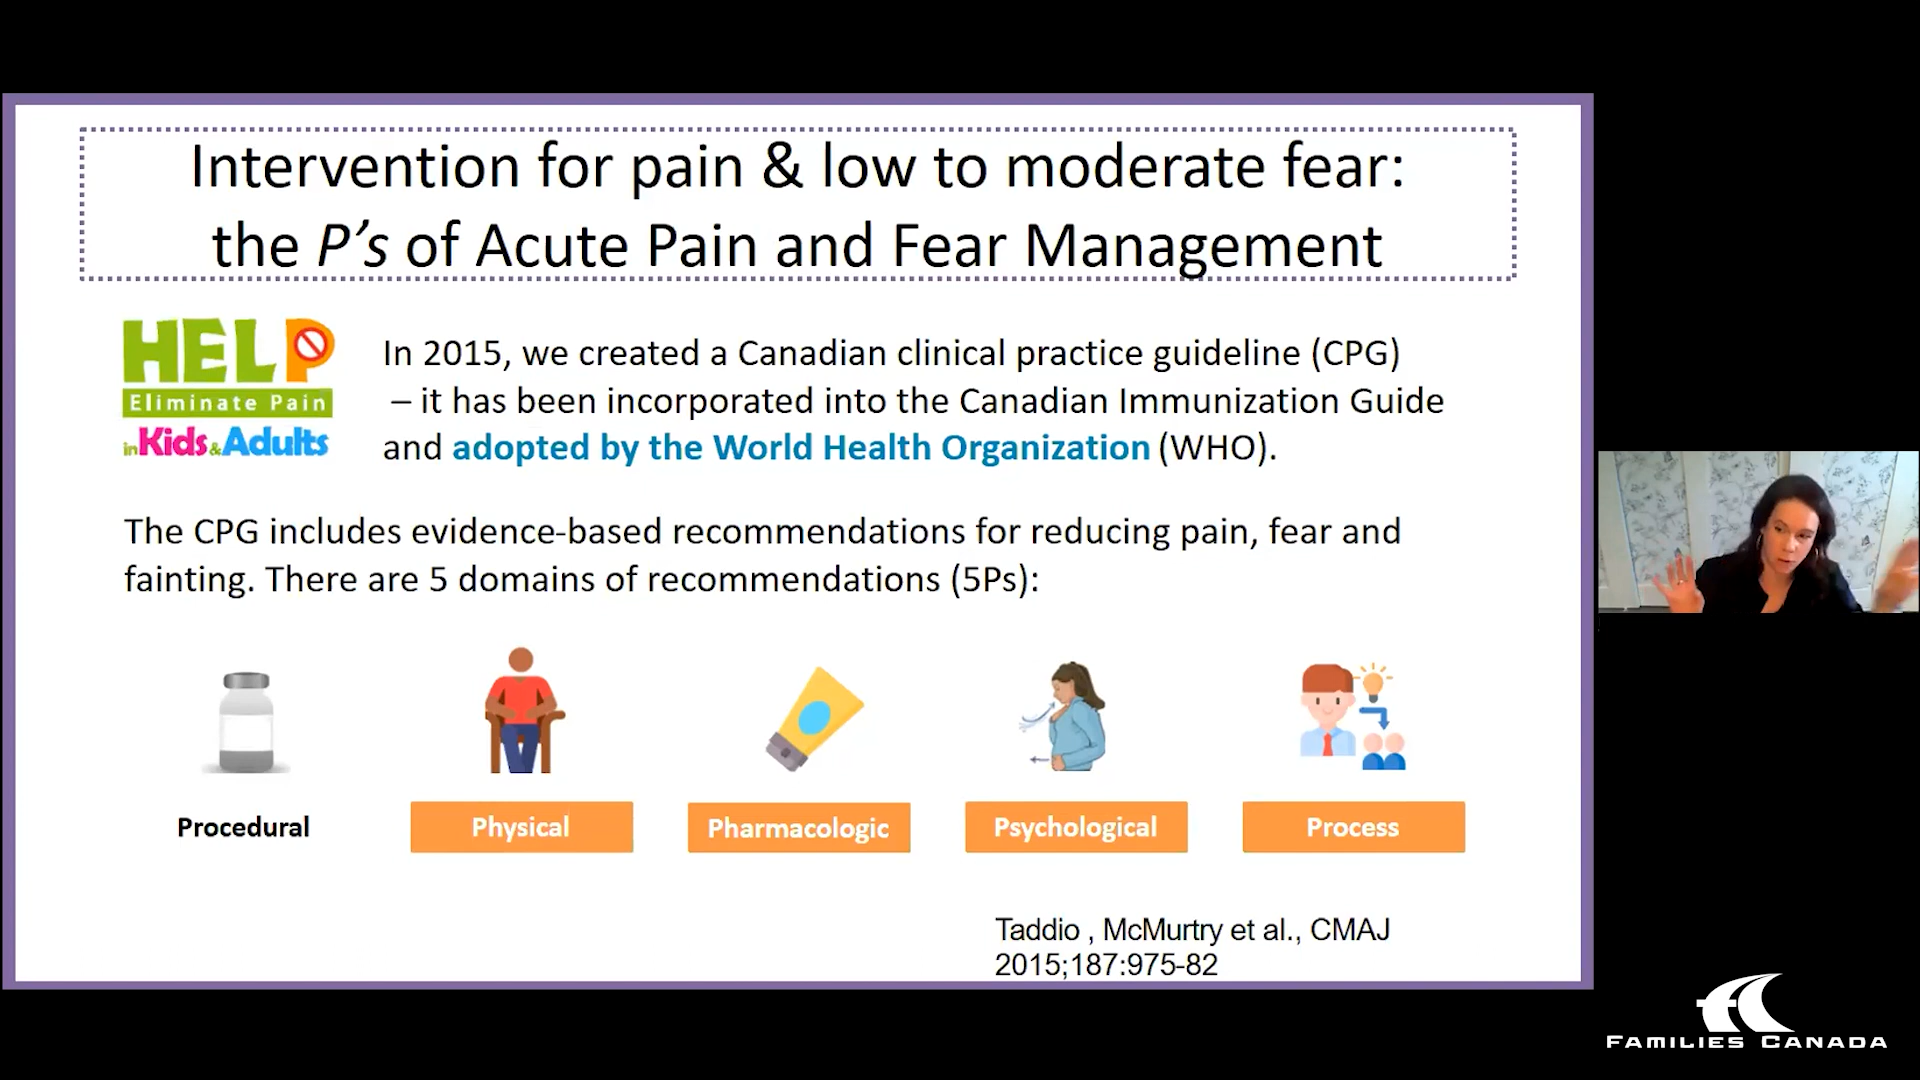 Intervention for pain & low to moderate fear:
the P's of Acute Pain and Fear Management
HELP
Eliminate Pain
in Kids & Adults
In 2015, we created a Canadian clinical practice guideline (CPG)
– it has been incorporated into the Canadian Immunization Guide
and adopted by the World Health Organization (WHO).
The CPG includes evidence-based recommendations for reducing pain, fear and
fainting. There are 5 domains of recommendations (5Ps):
Procedural
Physical
Pharmacologic
Psychological
Process
Taddio , McMurtry et al., CMAJ
2015;187:975-82
FAMILIES CANADA